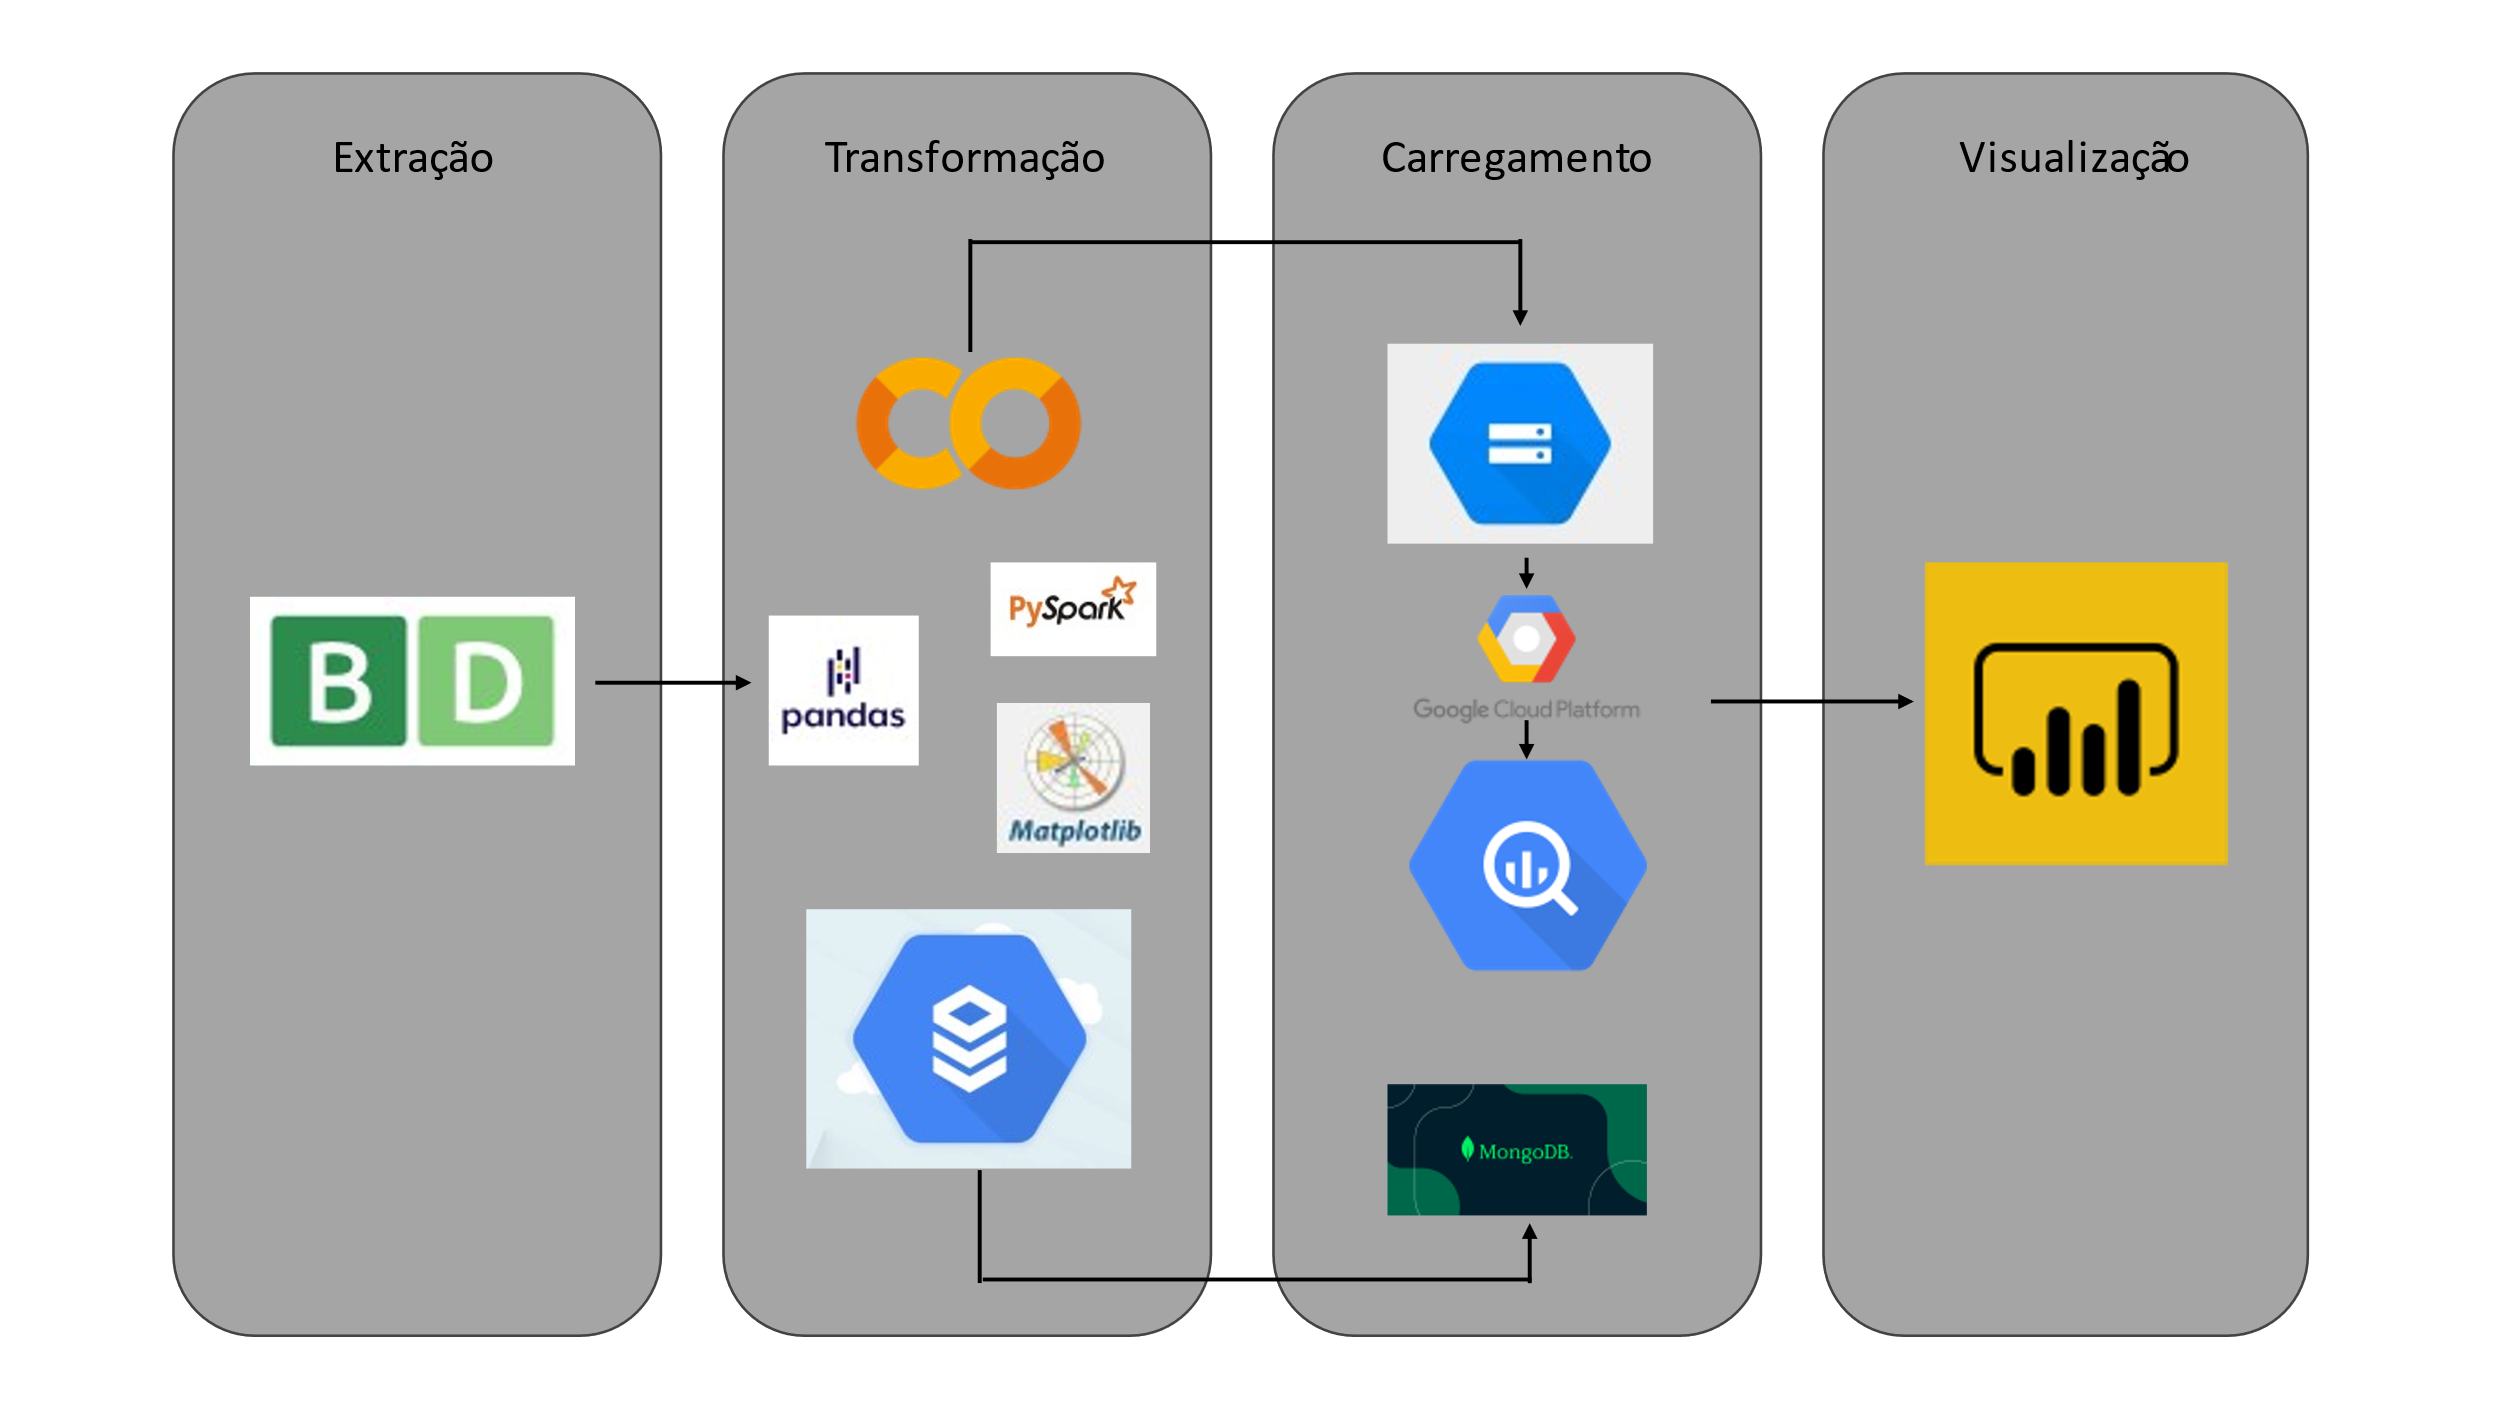 Extração
Transformação
Carregamento
Visualização
B D
pandas
PySpark
Matplotlib
Google Cloud Platform
MongoDB.